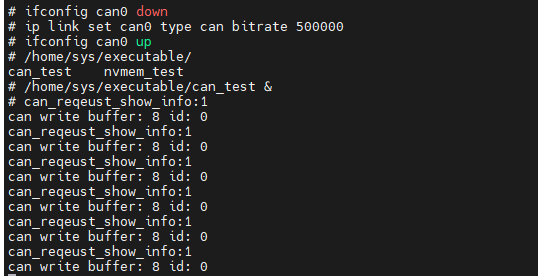 # ifconfig can0 down
# ip link set can0 type can bitrate 500000
# ifconfig can0 up
# /home/sys/executable/
can_test    nvmem_test
# /home/sys/executable/can_test &
# can_reqeust_show_info:1
can write buffer: 8 id: 0
can_reqeust_show_info:1
can write buffer: 8 id: 0
can_reqeust_show_info:1
can write buffer: 8 id: 0
can_reqeust_show_info:1
can write buffer: 8 id: 0
can_reqeust_show_info:1
can write buffer: 8 id: 0
can_reqeust_show_info:1
can write buffer: 8 id: 0